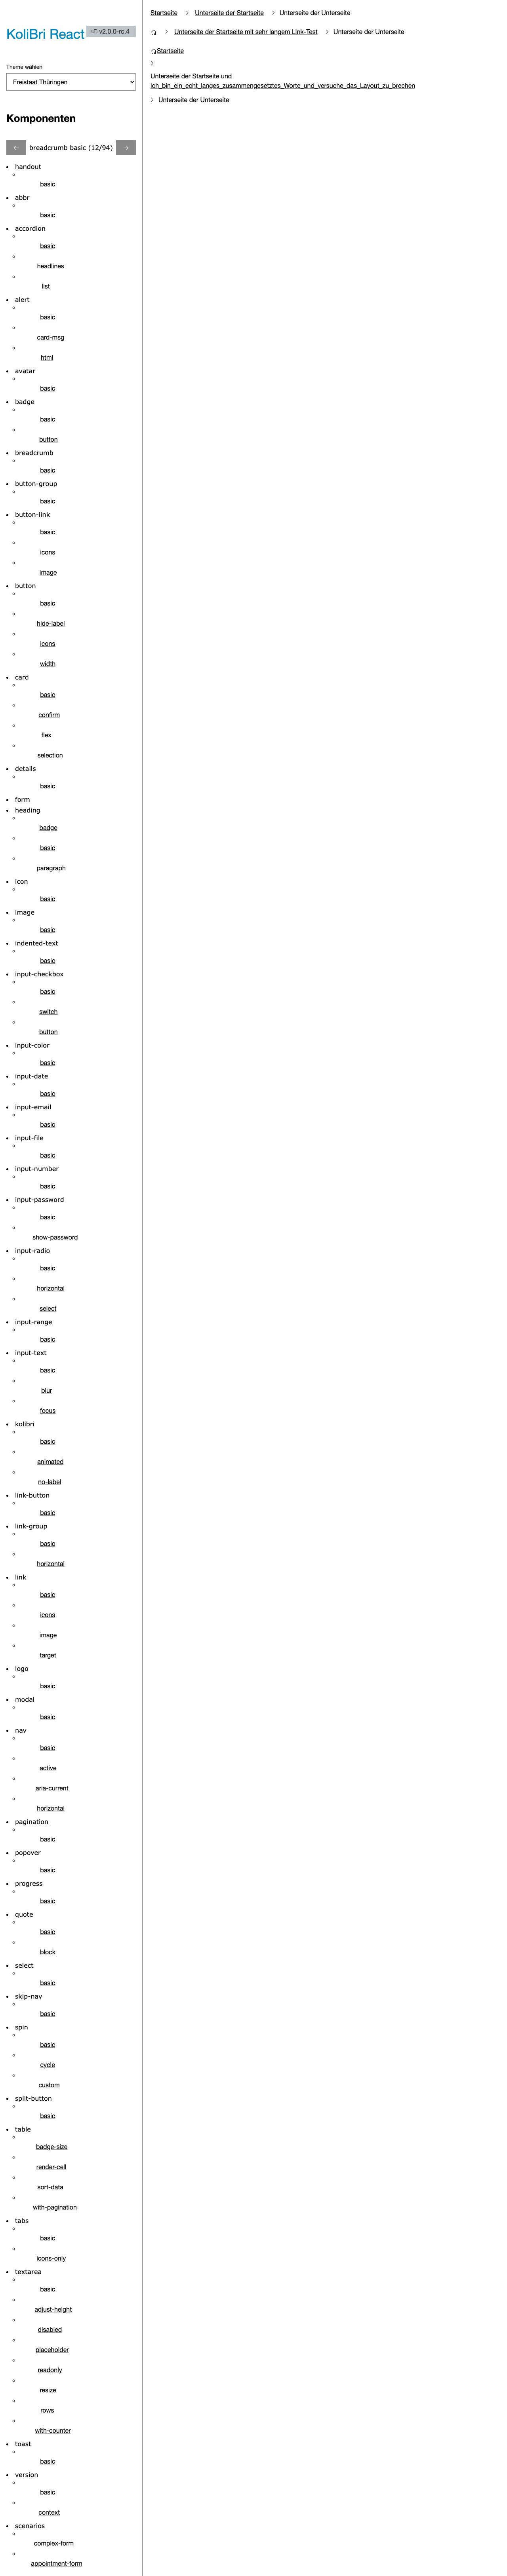 KoliBri React
v2.0.0-rc.4
Theme wählen
Freistaat Thüringen
Komponenten
breadcrumb basic (12/94)
handout
basic
abbr
basic
accordion
basic
headlines
list
alert
basic
card-msg
html
avatar
basic
badge
basic
button
breadcrumb
basic
button-group
basic
button-link
basic
icons
image
button
basic
hide-label
icons
width
card
basic
confirm
flex
selection
details
basic
form
heading
badge
basic
paragraph
icon
basic
image
basic
indented-text
basic
input-checkbox
basic
switch
button
input-color
basic
input-date
basic
input-email
basic
input-file
basic
input-number
basic
input-password
basic
show-password
input-radio
basic
horizontal
select
input-range
basic
input-text
basic
blur
focus
kolibri
basic
animated
no-label
link-button
basic
link-group
basic
horizontal
link
basic
icons
image
target
logo
basic
modal
basic
nav
basic
active
aria-current
horizontal
pagination
basic
popover
basic
progress
basic
quote
basic
block
select
basic
skip-nav
basic
spin
basic
cycle
custom
split-button
basic
table
badge-size
render-cell
sort-data
with-pagination
tabs
basic
icons-only
textarea
basic
adjust-height
disabled
placeholder
readonly
resize
rows
with-counter
toast
basic
version
basic
context
scenarios
complex-form
appointment-form
Startseite > Unterseite der Startseite > Unterseite der Unterseite
> Unterseite der Startseite mit sehr langem Link-Test > Unterseite der Unterseite
Startseite
>
Unterseite der Startseite und
ich_bin_ein_echt_langes_zusammengesetztes_Worte_und_versuche_das_Layout_zu_brechen
> Unterseite der Unterseite